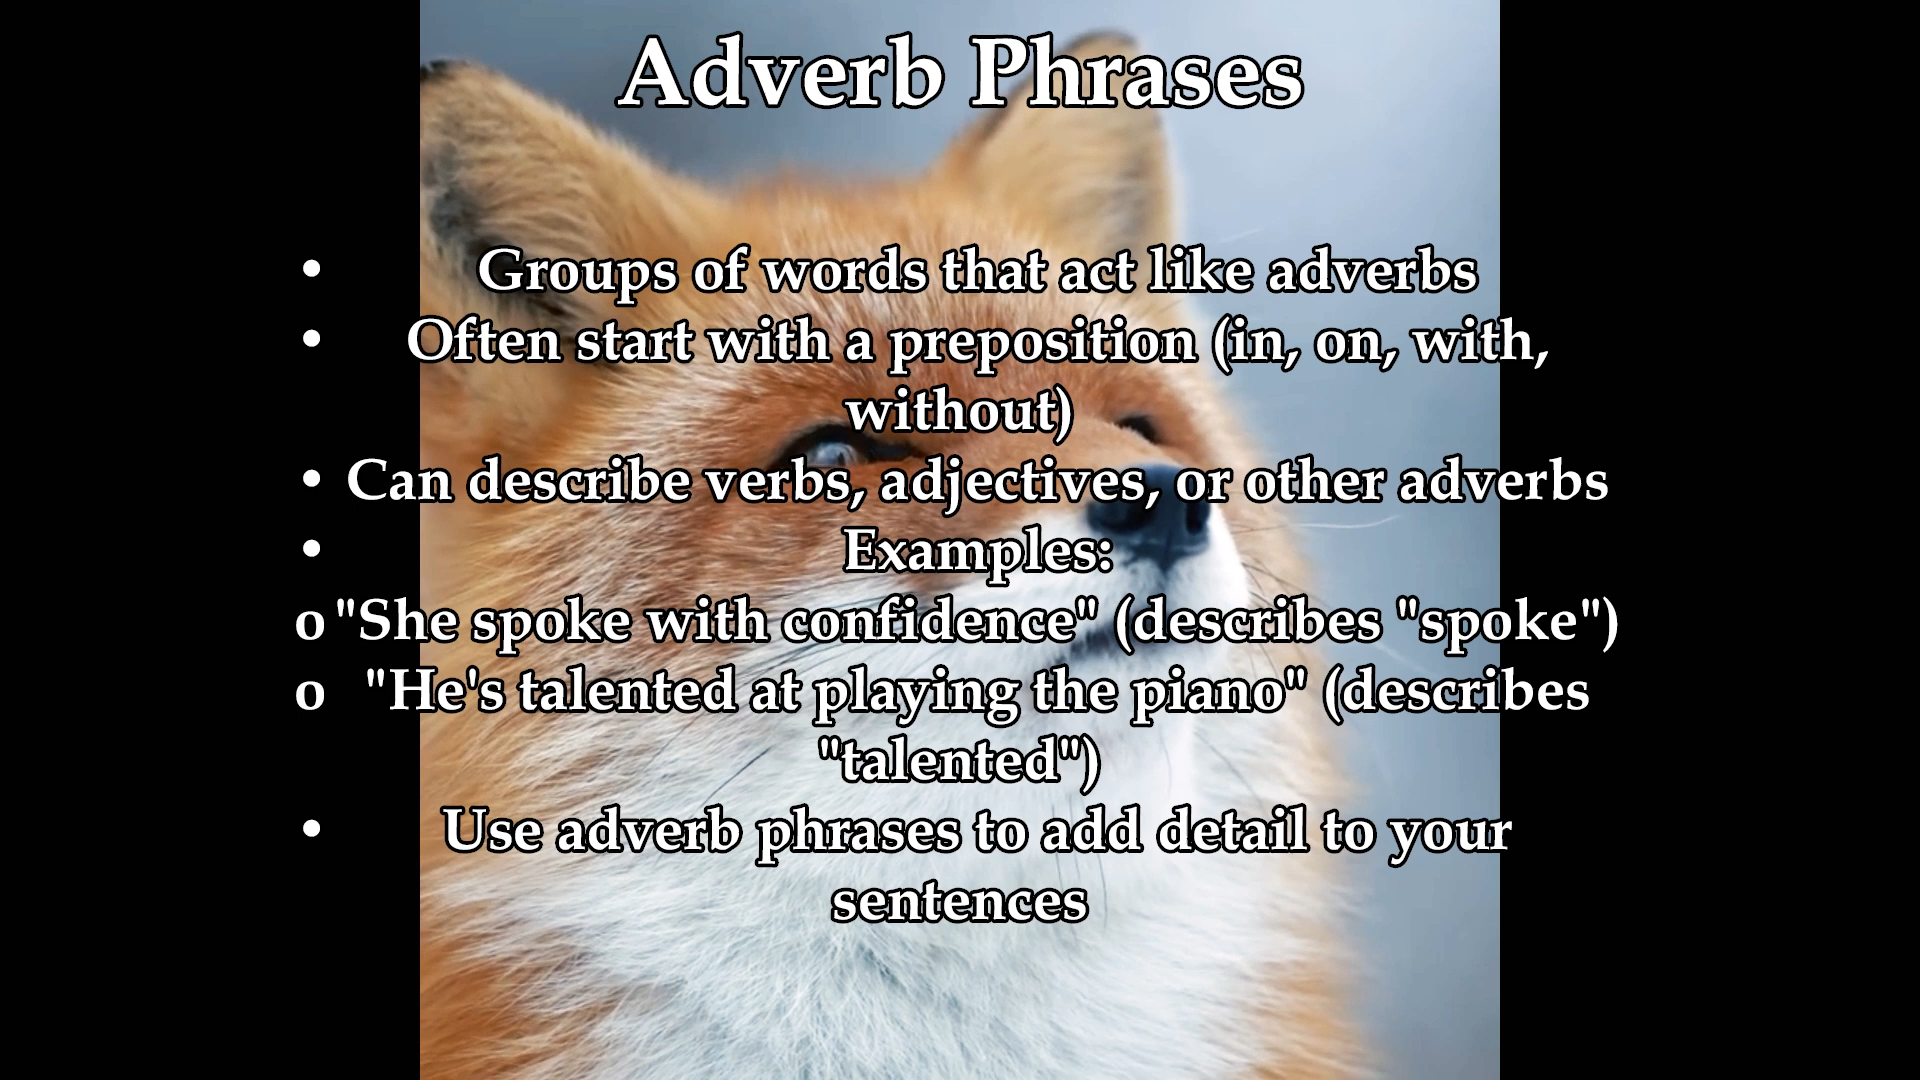 Adverb Phrases
• Groups of words that act like adverbs
• Often start with a preposition (in, on, with,
without)
• Can describe verbs, adjectives, or other adverbs
• Examples:
o "She spoke with confidence" (describes "spoke")
o "He's talented at playing the piano" (describes
"talented")
• Use adverb phrases to add detail to your
sentences